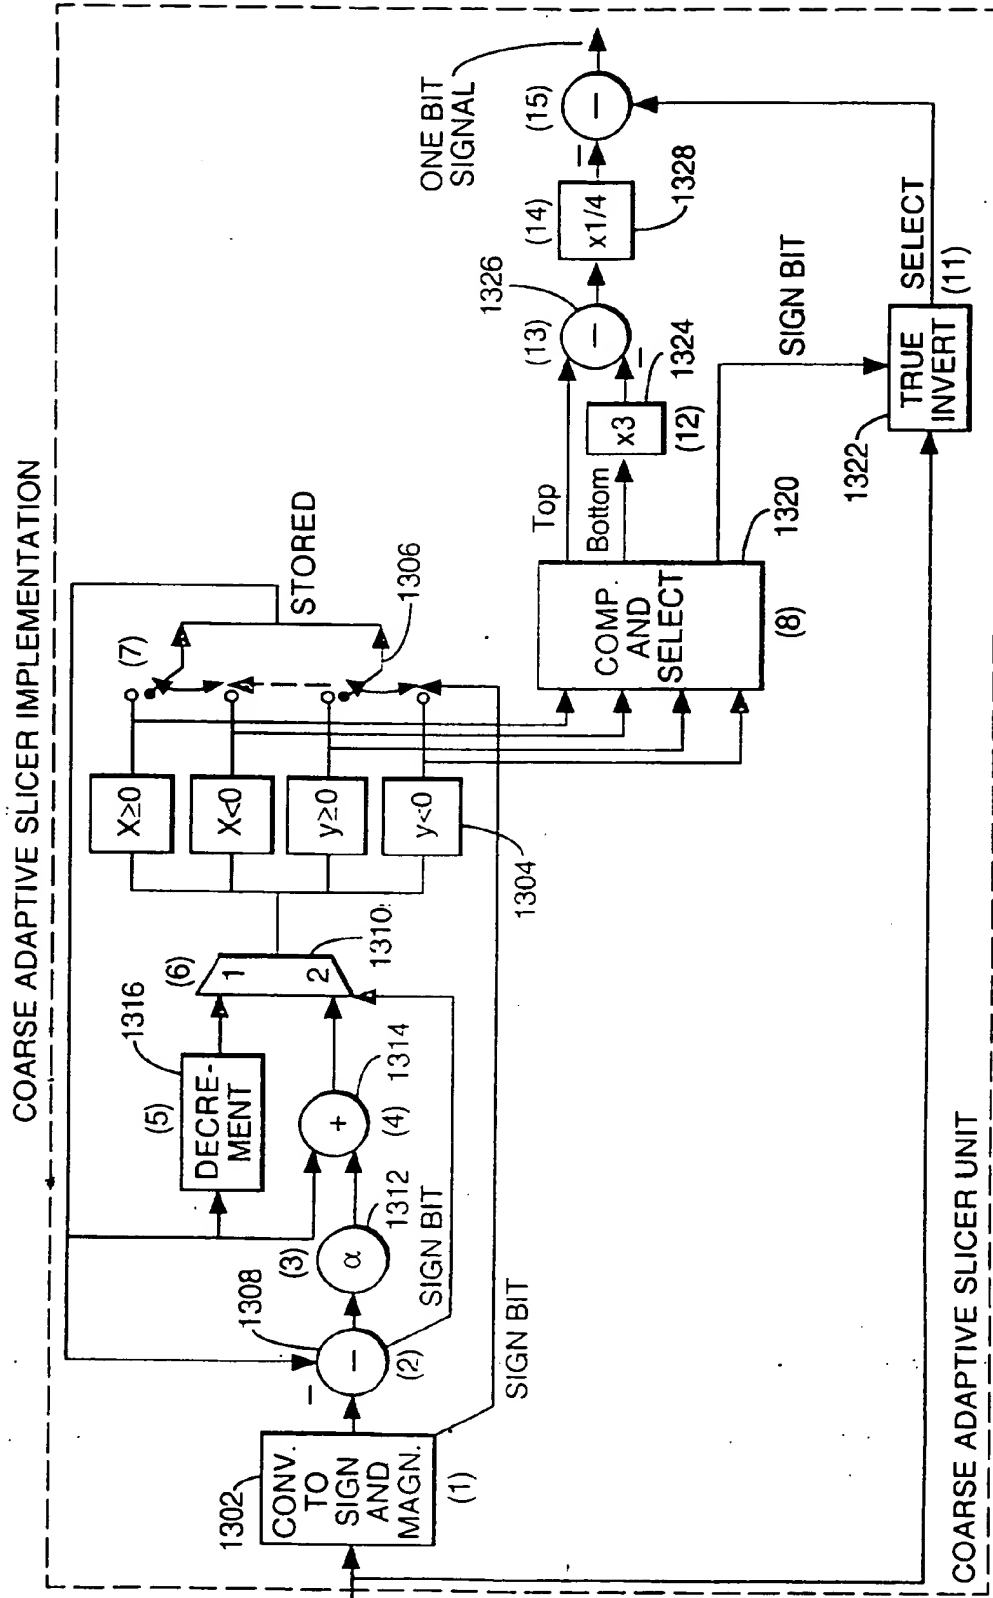 COARSE ADAPTIVE SLICER IMPLEMENTATION
1302
CONV.
TO
SIGN
AND
MAGN.
(1)
SIGN BIT
1308
−
−
(2)
SIGN BIT
(3)
α
1312
+
(4)
1314
1316
(5)
DECRE-
MENT
(6)
1
2
1310
X≥0
X<0
y≥0
y<0
1304
(7)
STORED
1306
COMP.
AND
SELECT
(8)
1320
Top
Bottom
x3
(12)
1324
−
(13)
−
1326
(14)
x1/4
1328
−
(15)
−
ONE BIT
SIGNAL
SIGN BIT
1322
TRUE
INVERT
SELECT
(11)
COARSE ADAPTIVE SLICER UNIT